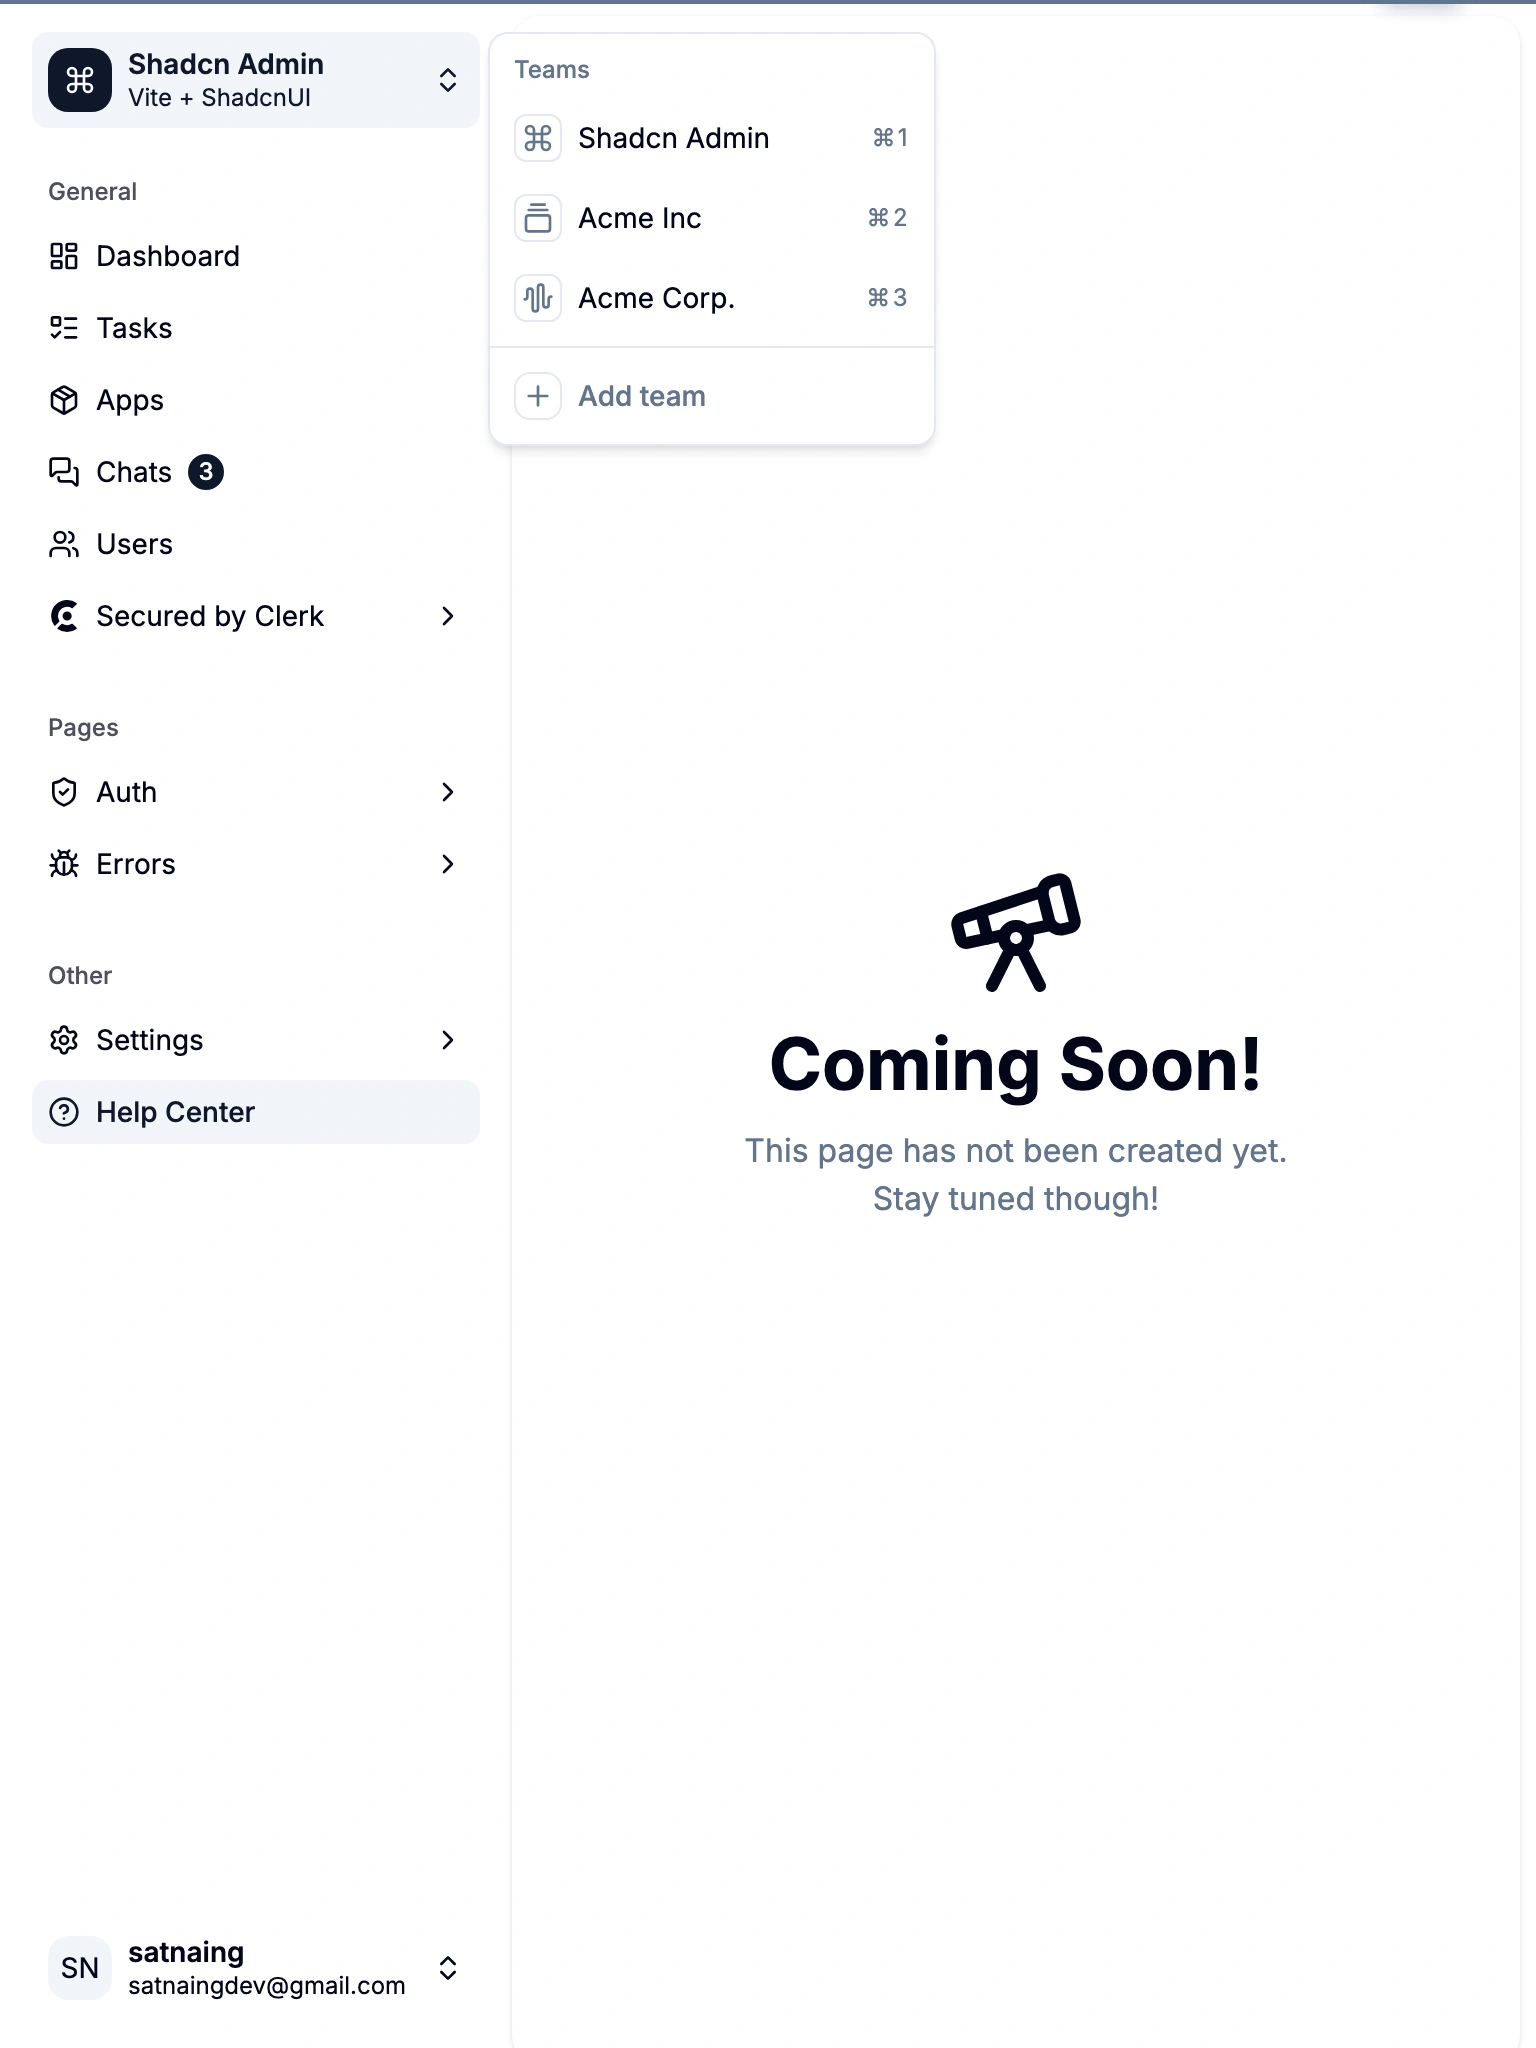 Shadcn Admin
Vite + ShadcnUI
General
Dashboard
Tasks
Apps
Chats 3
Users
Secured by Clerk
Pages
Auth
Errors
Other
Settings
Help Center
SN
satnaing
satnaingdev@gmail.com
Teams
Shadcn Admin ⌘1
Acme Inc ⌘2
Acme Corp. ⌘3
Add team
Coming Soon!
This page has not been created yet.
Stay tuned though!